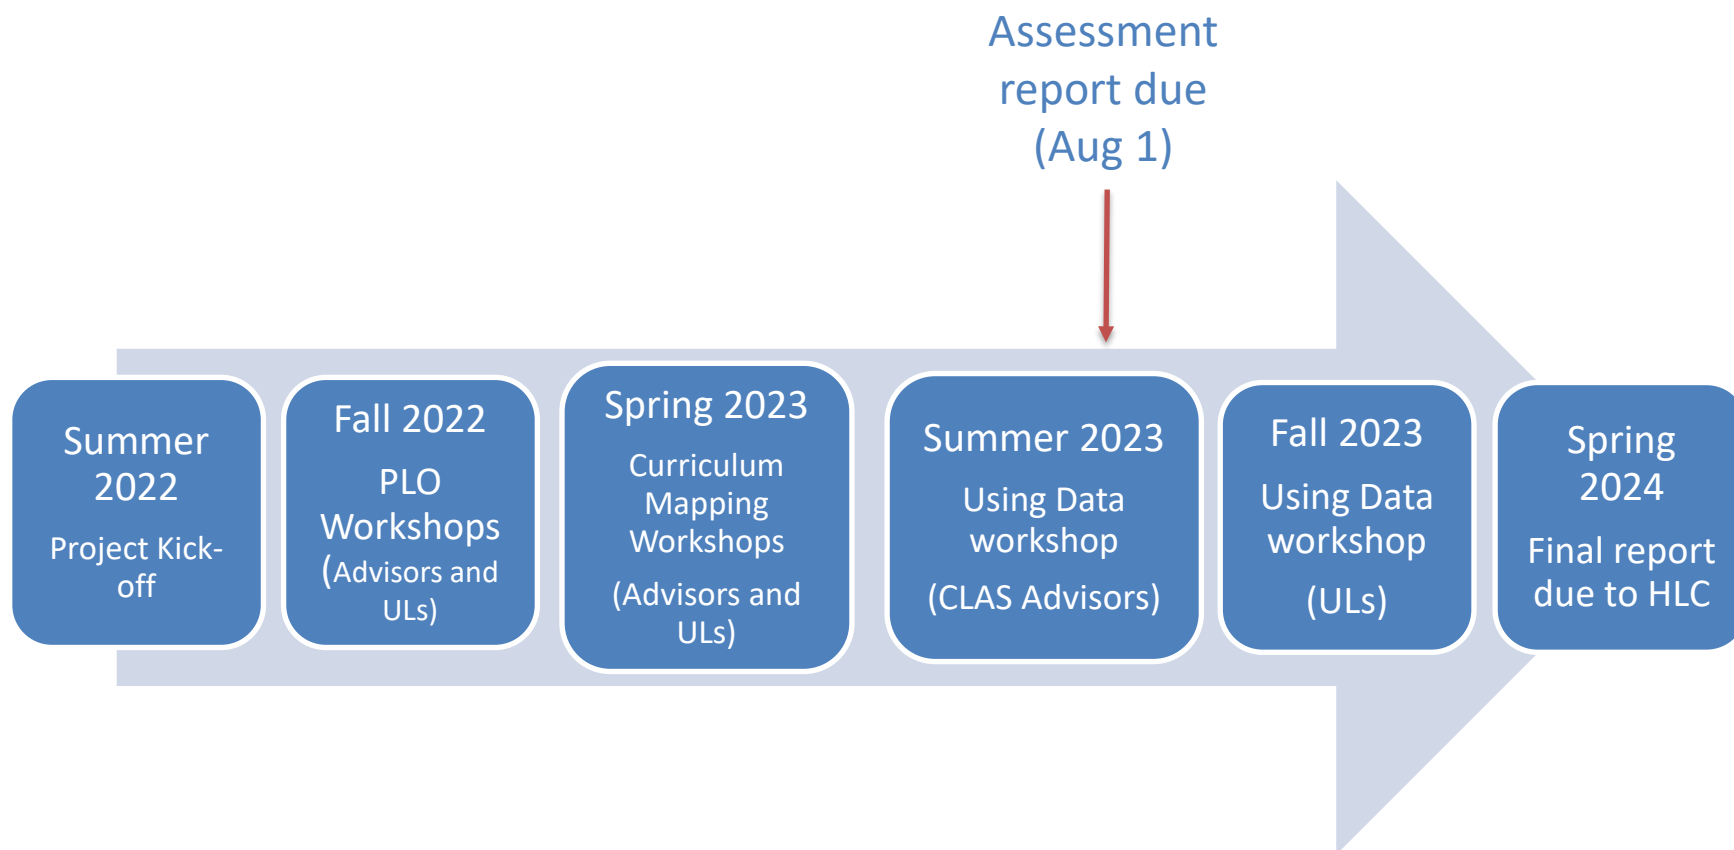 Assessment
report due
(Aug 1)
Summer
2022
Project Kick-
off
Fall 2022
PLO
Workshops
(Advisors and
ULs)
Spring 2023
Curriculum
Mapping
Workshops
(Advisors and
ULs)
Summer 2023
Using Data
workshop
(CLAS Advisors)
Fall 2023
Using Data
workshop
(ULs)
Spring
2024
Final report
due to HLC